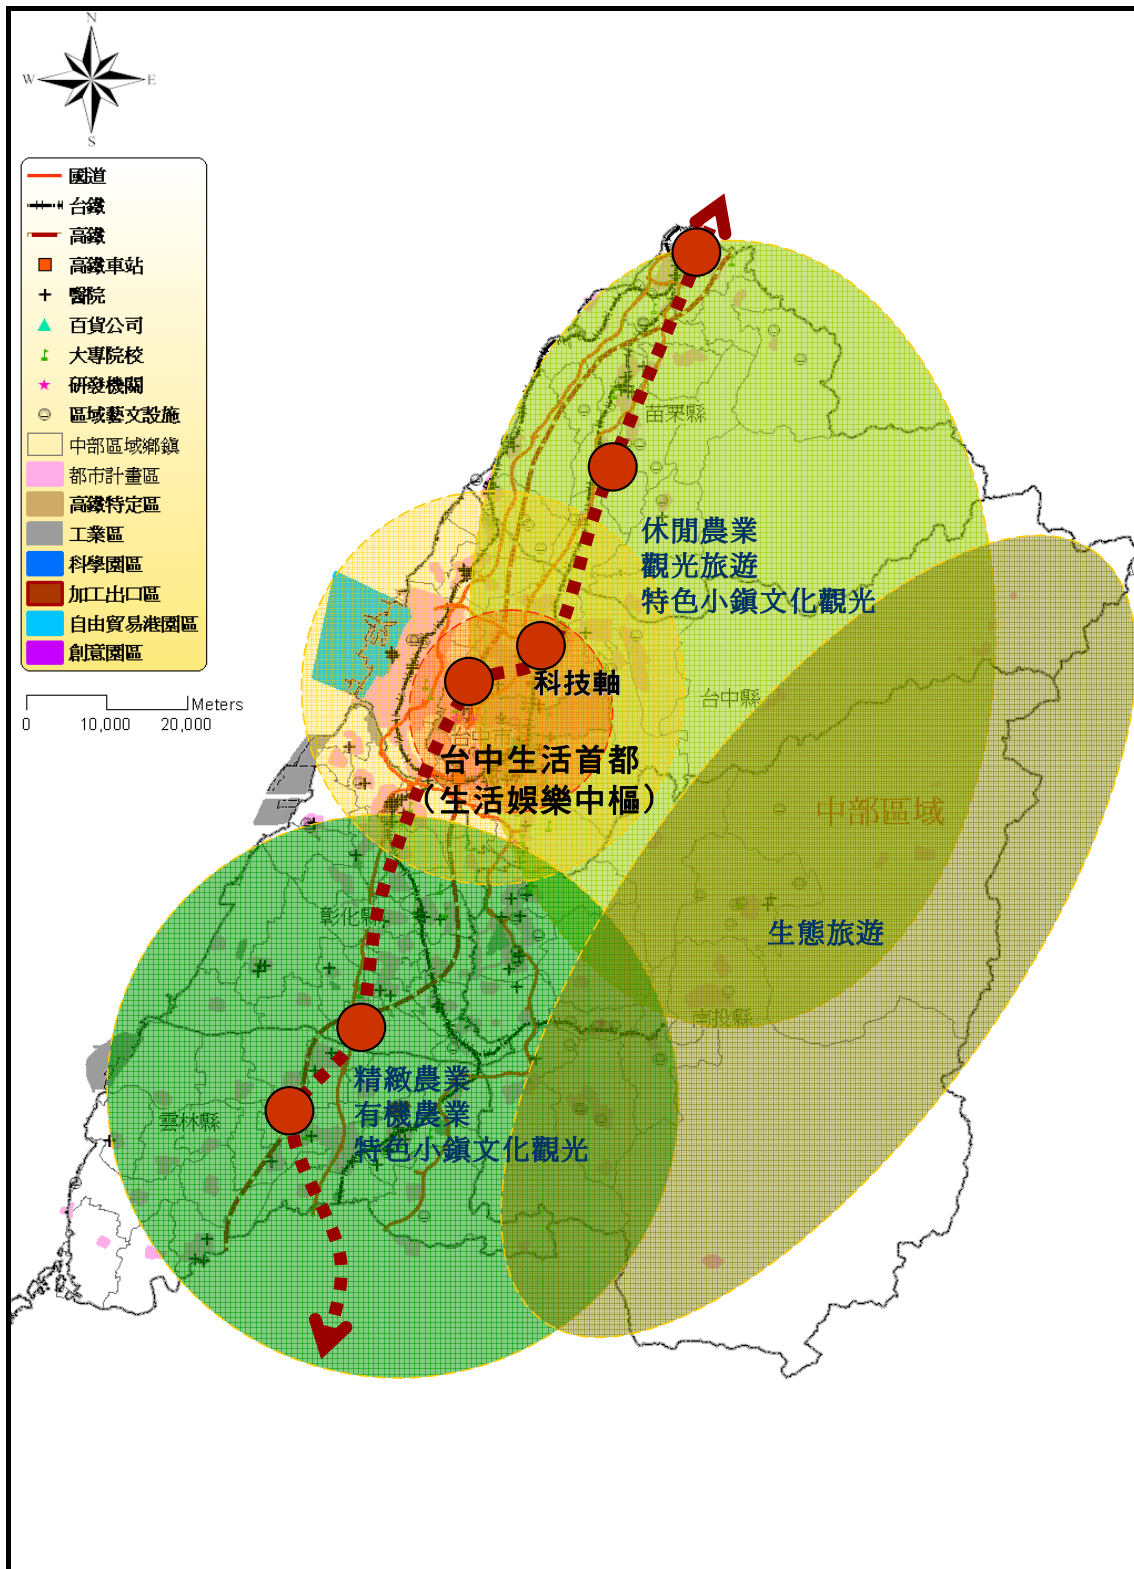 N
W
E
S
國道
台鐵
高鐵
高鐵車站
醫院
百貨公司
大專院校
研發機關
區域藝文設施
中部區域鄉鎮
都市計畫區
高鐵特定區
工業區
科學園區
加工出口區
自由貿易港園區
創意園區
Meters
0
10,000
20,000
苗栗縣
休閒農業
觀光旅遊
特色小鎮文化觀光
科技軸
台中縣
台中市
台中生活首都
（生活娛樂中樞）
中部區域
彰化縣
生態旅遊
南投縣
精緻農業
有機農業
特色小鎮文化觀光
雲林縣